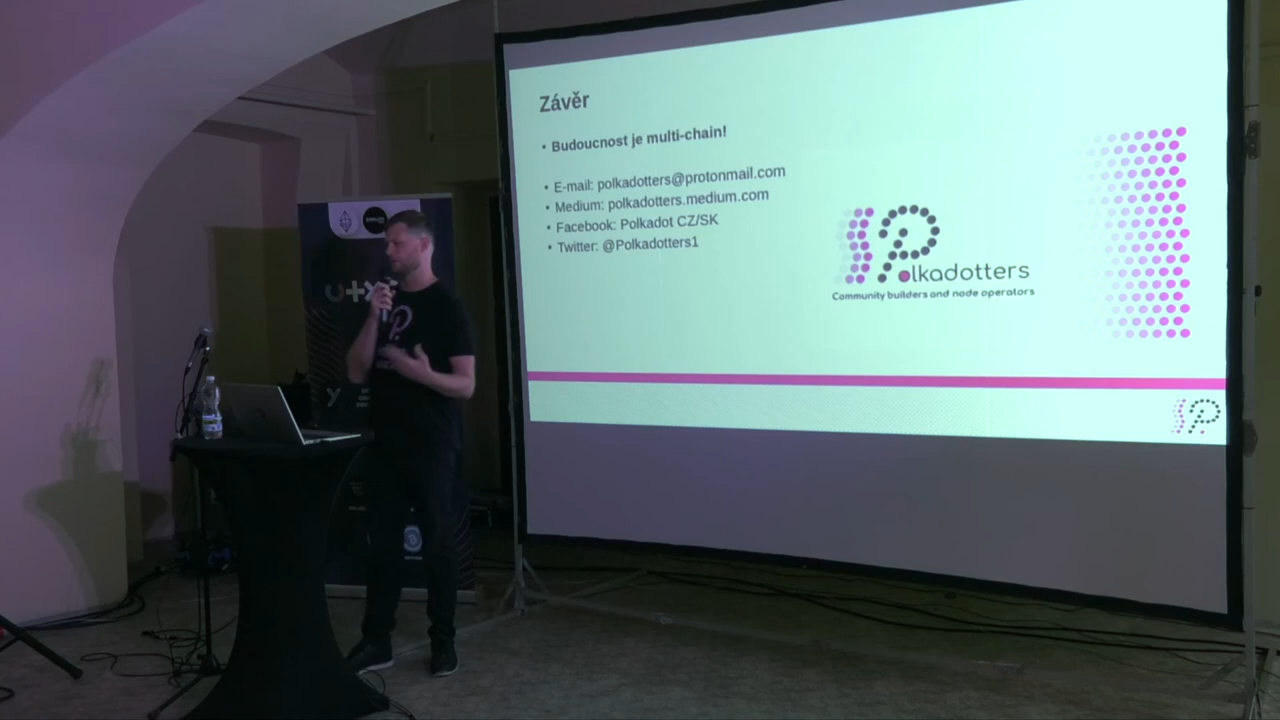 Závěr
• Budoucnost je multi-chain!
• E-mail: polkadotters@protonmail.com
• Medium: polkadotters.medium.com
• Facebook: Polkadot CZ/SK
• Twitter: @Polkadotters1
Polkadotters
Community builders and node operators